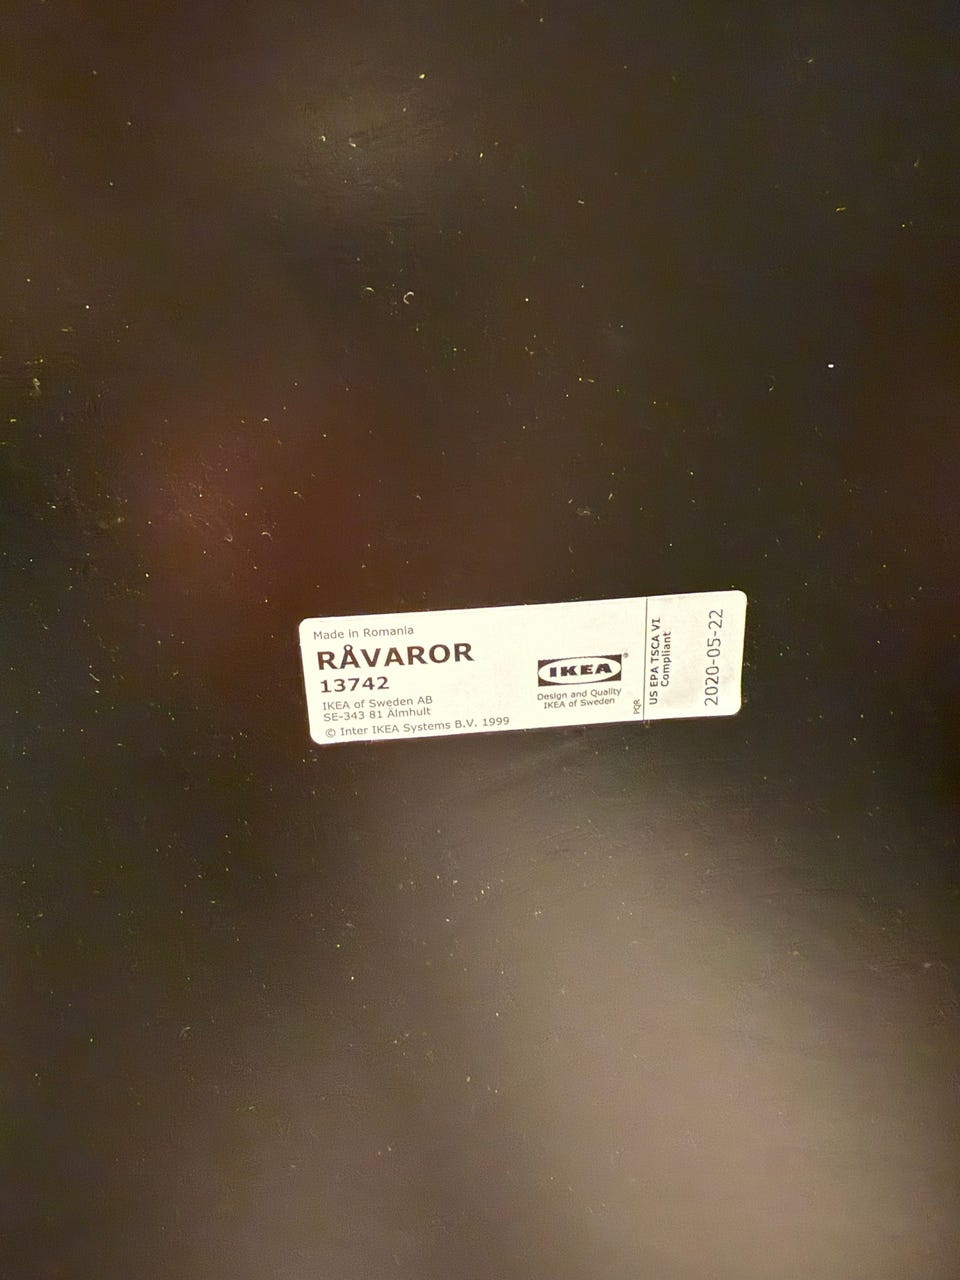 Made in Romania
RÅVAROR
13742
IKEA of Sweden AB
SE-343 81 Älmhult
© Inter IKEA Systems B.V. 1999
IKEA®
Design and Quality
IKEA of Sweden
PQR
US EPA TSCA VI
Compliant
2020-05-22